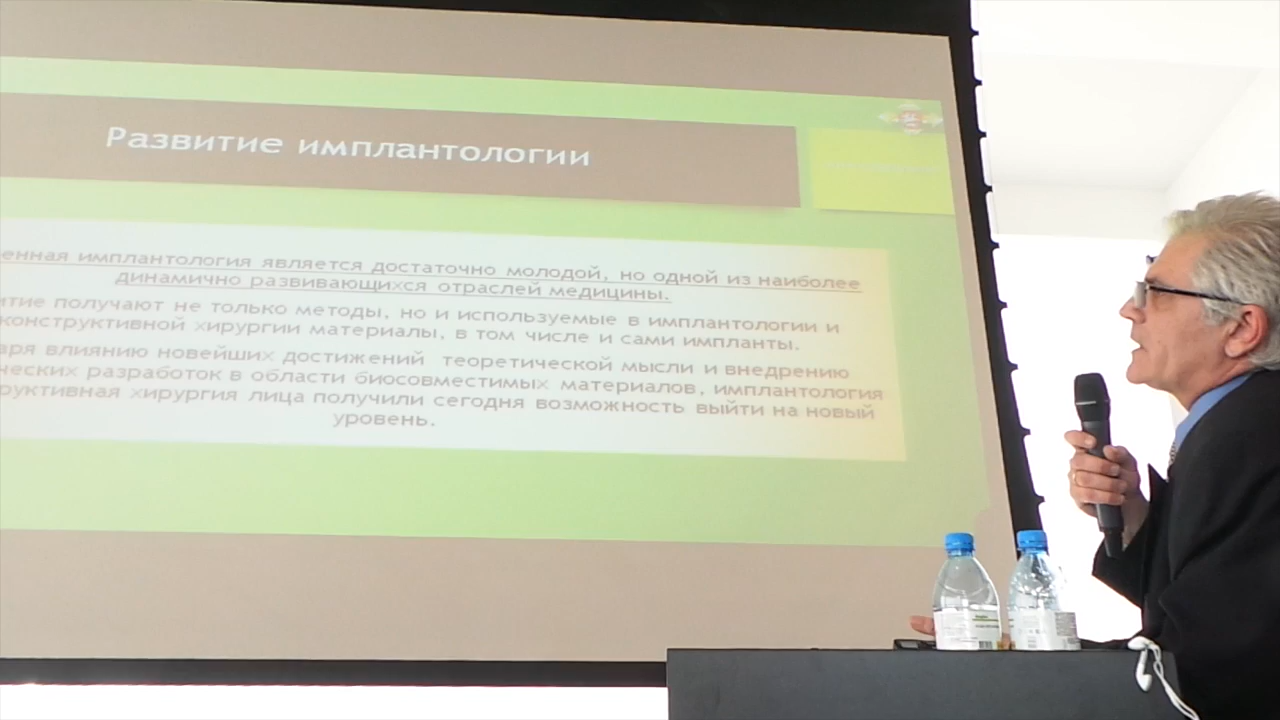 Развитие имплантологии
енная имплантология является достаточно молодой, но одной из наиболее
динамично развивающихся отраслей медицины.
итие получают не только методы, но и используемые в имплантологии и
конструктивной хирургии материалы, в том числе и сами импланты.
аря влиянию новейших достижений теоретической мысли и внедрению
ческих разработок в области биосовместимых материалов, имплантология
руктивная хирургия лица получили сегодня возможность выйти на новый
уровень.